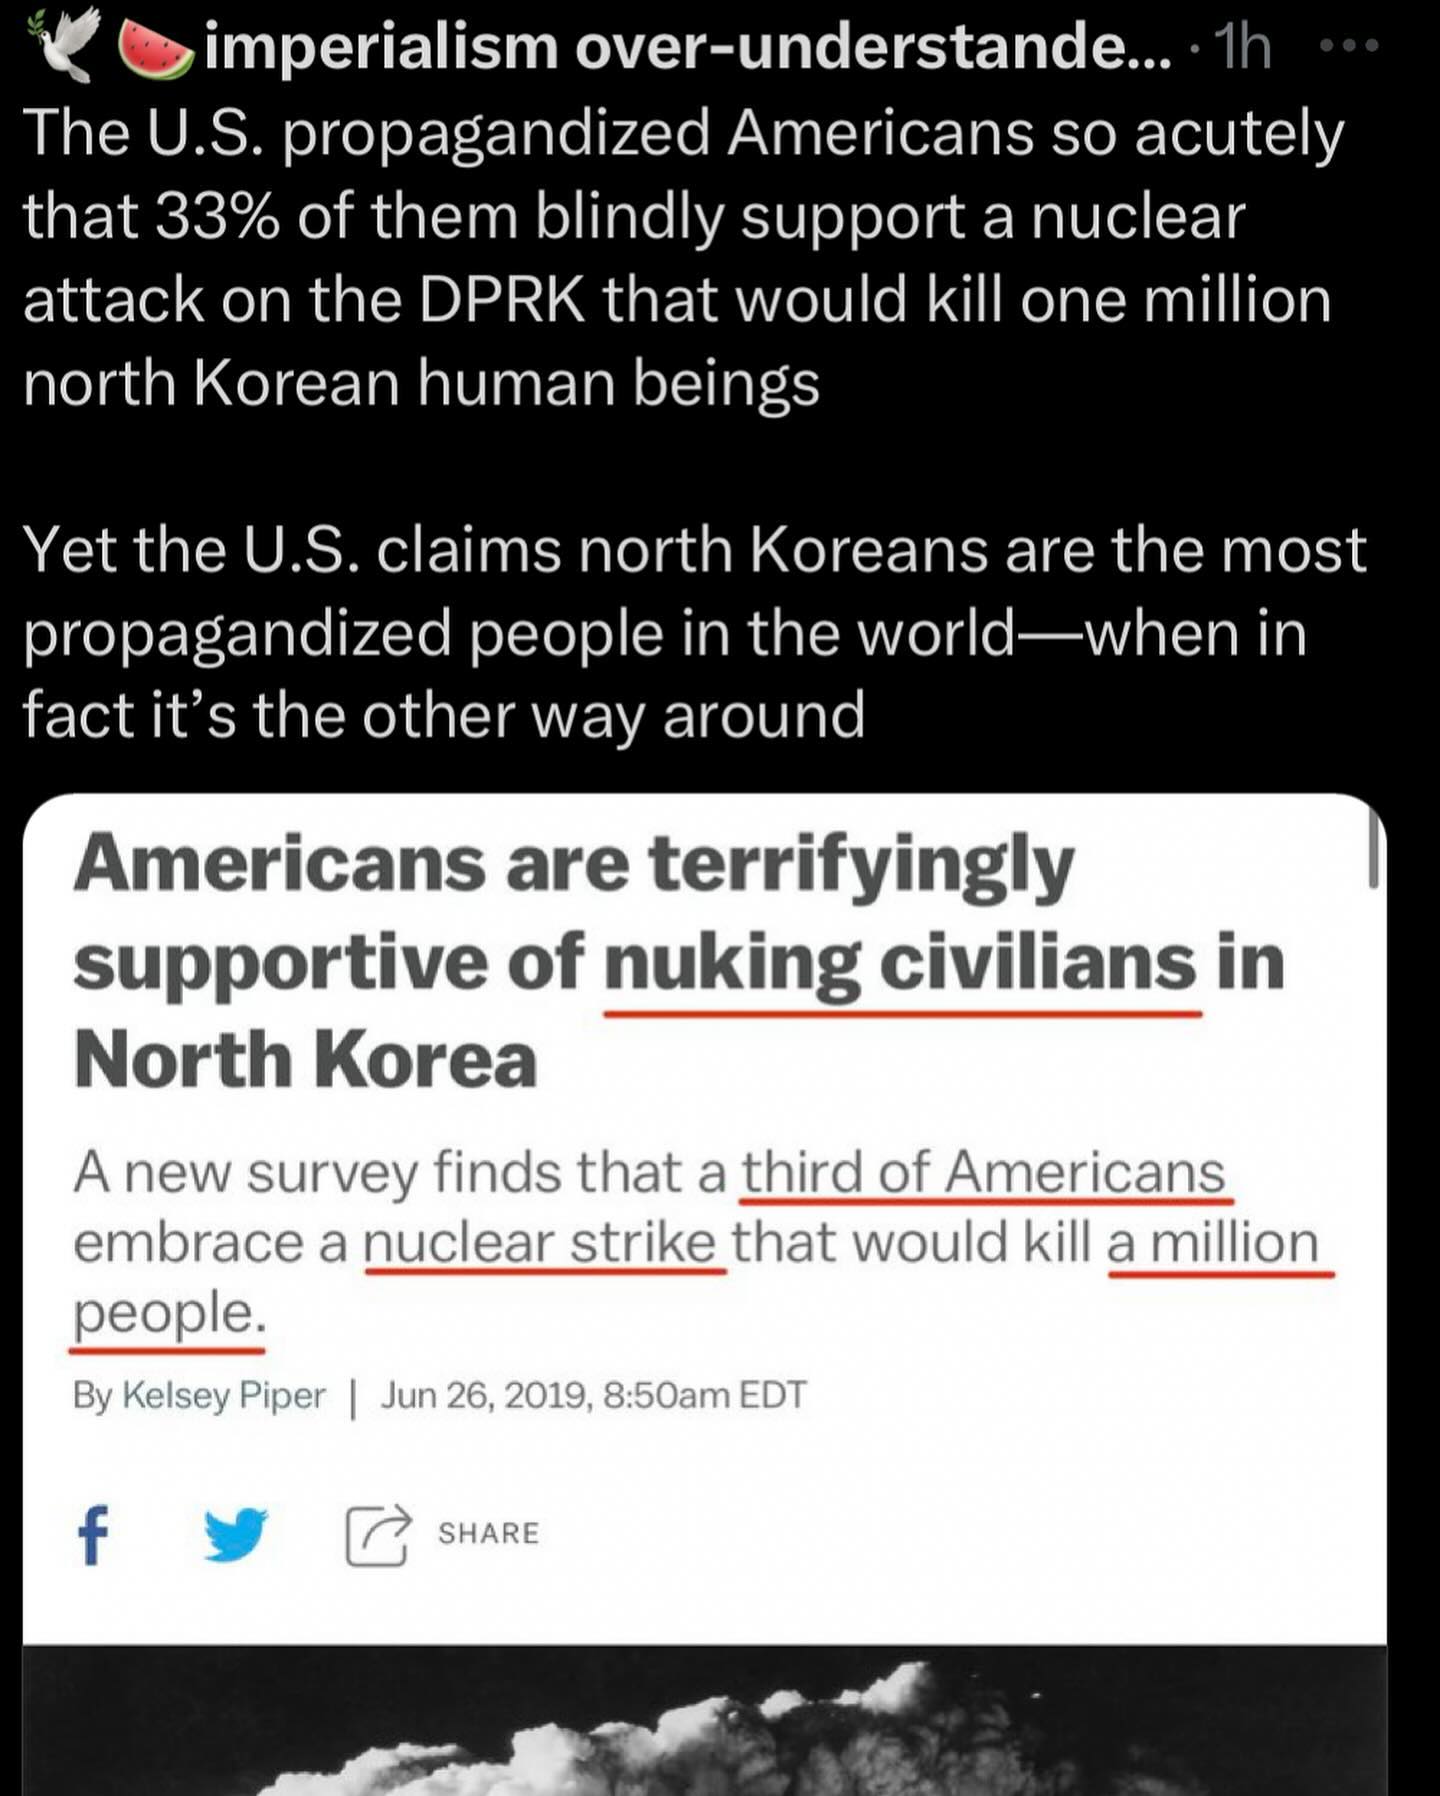 🕊️🍉imperialism over-understande... · 1h
The U.S. propagandized Americans so acutely
that 33% of them blindly support a nuclear
attack on the DPRK that would kill one million
north Korean human beings
Yet the U.S. claims north Koreans are the most
propagandized people in the world—when in
fact it’s the other way around
Americans are terrifyingly
supportive of nuking civilians in
North Korea
A new survey finds that a third of Americans
embrace a nuclear strike that would kill a million
people.
By Kelsey Piper | Jun 26, 2019, 8:50am EDT
SHARE